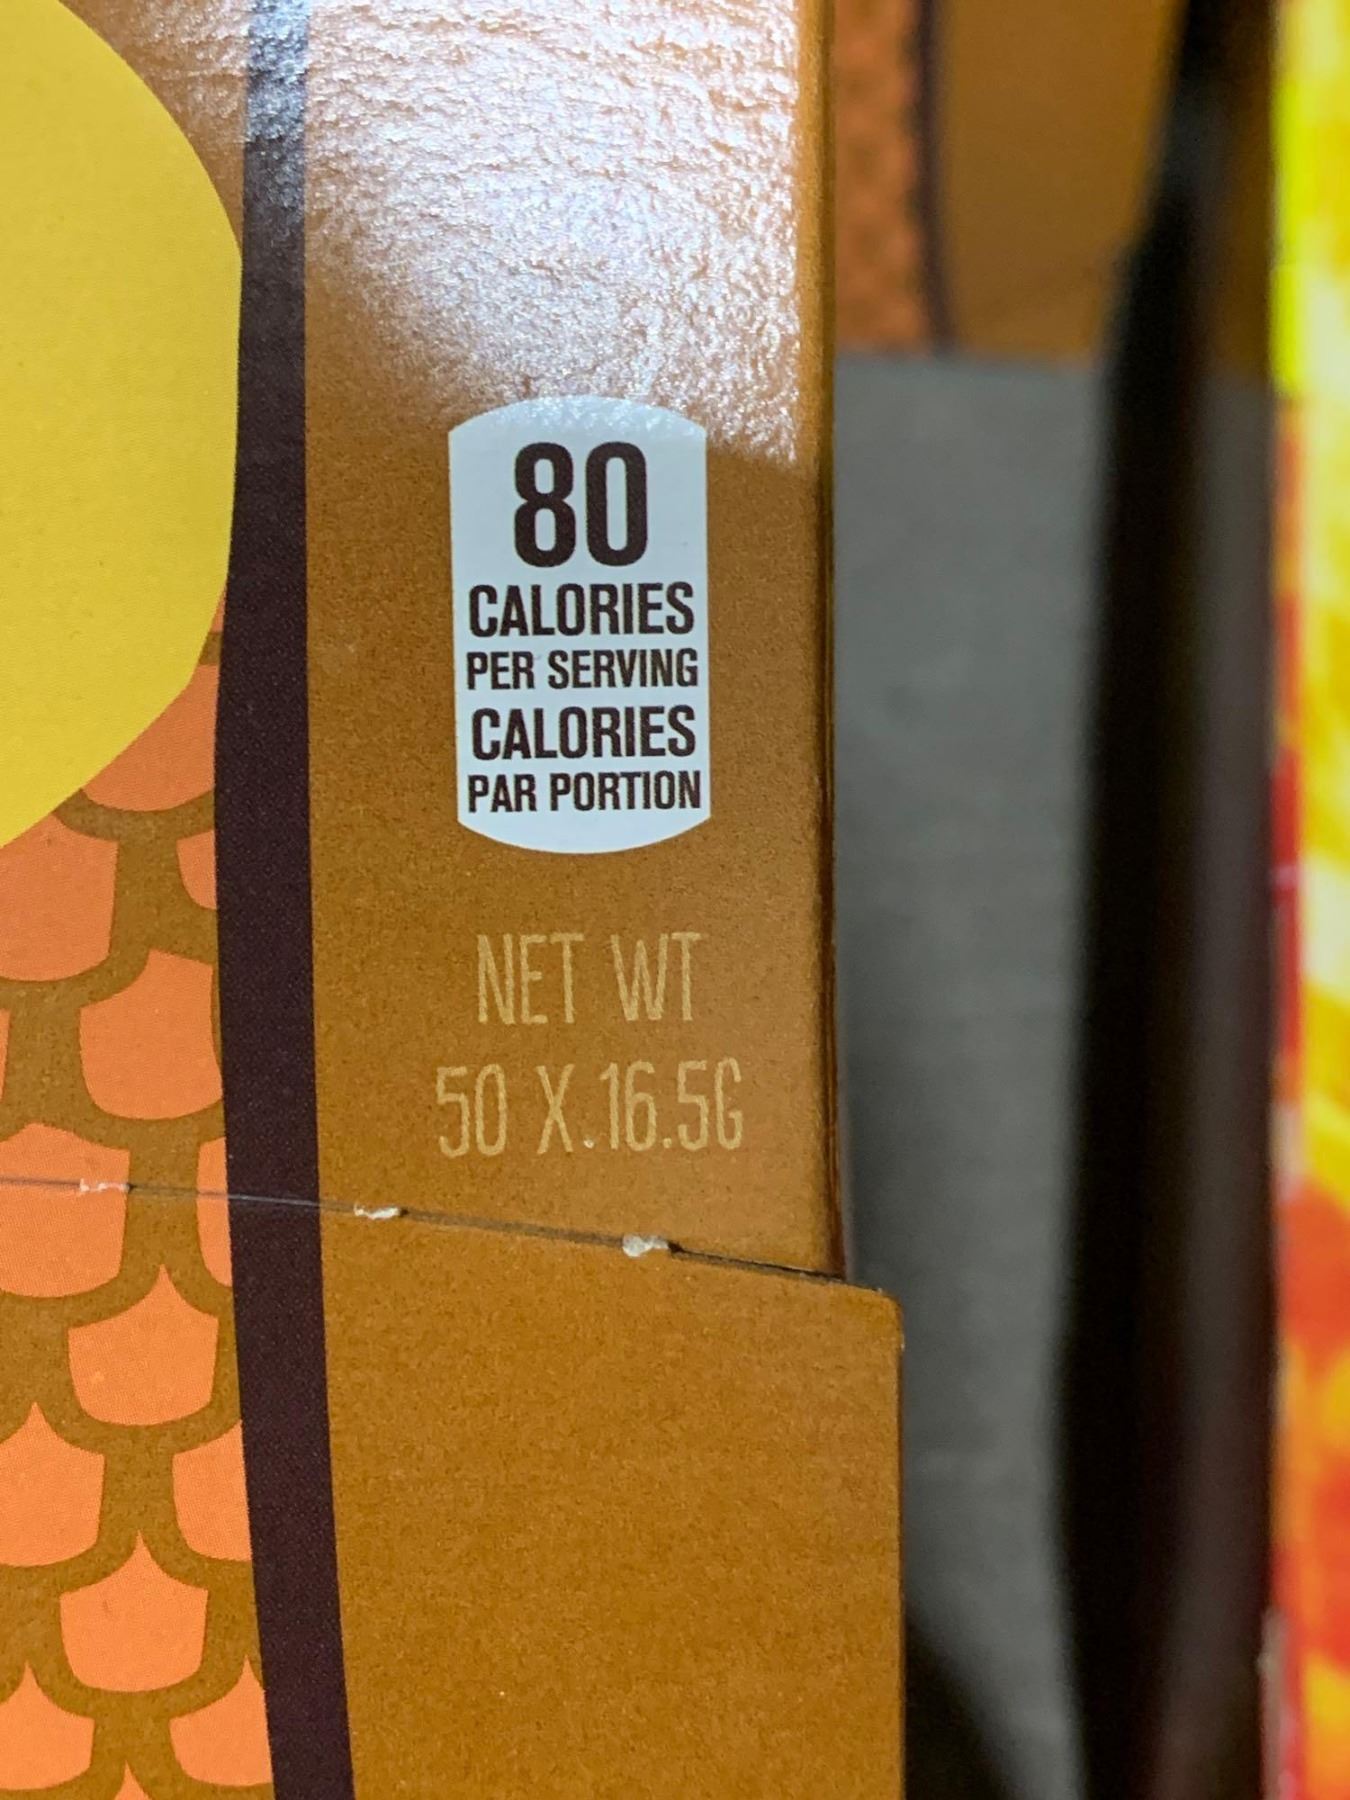 80
CALORIES
PER SERVING
CALORIES
PAR PORTION
NET WT
50 X.16.5G